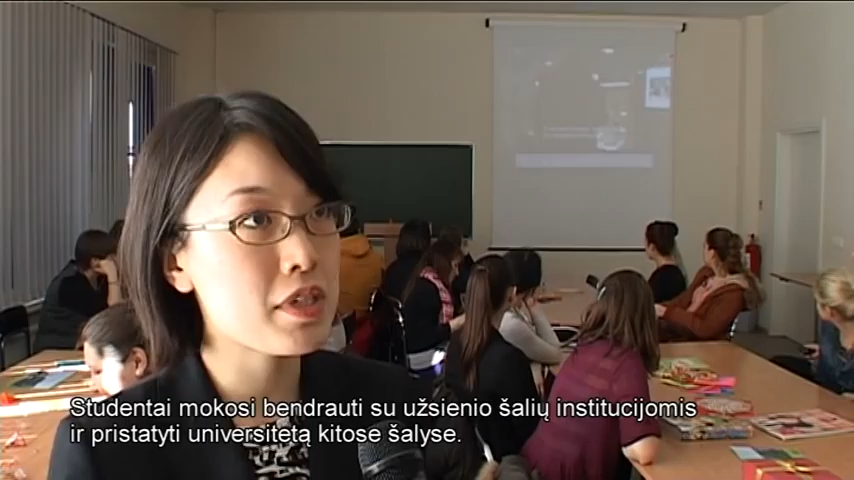 Studentai mokosi bendrauti su užsienio šalių institucijomis
ir pristatyti universitetą kitose šalyse.